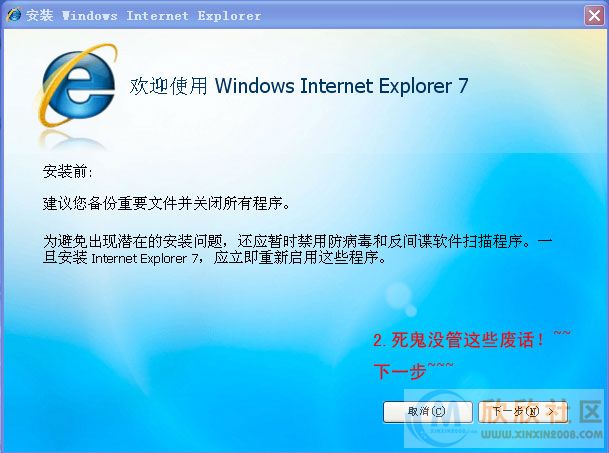 安装 Windows Internet Explorer
欢迎使用 Windows Internet Explorer 7
安装前:
建议您备份重要文件并关闭所有程序。
为避免出现潜在的安装问题，还应暂时禁用防病毒和反间谍软件扫描程序。一
旦安装 Internet Explorer 7，应立即重新启用这些程序。
2. 死鬼没管这些废话！~~
下一步~~~
取消(C)
下一步(N) >
欣欣社区
WWW.XINXIN2008.COM